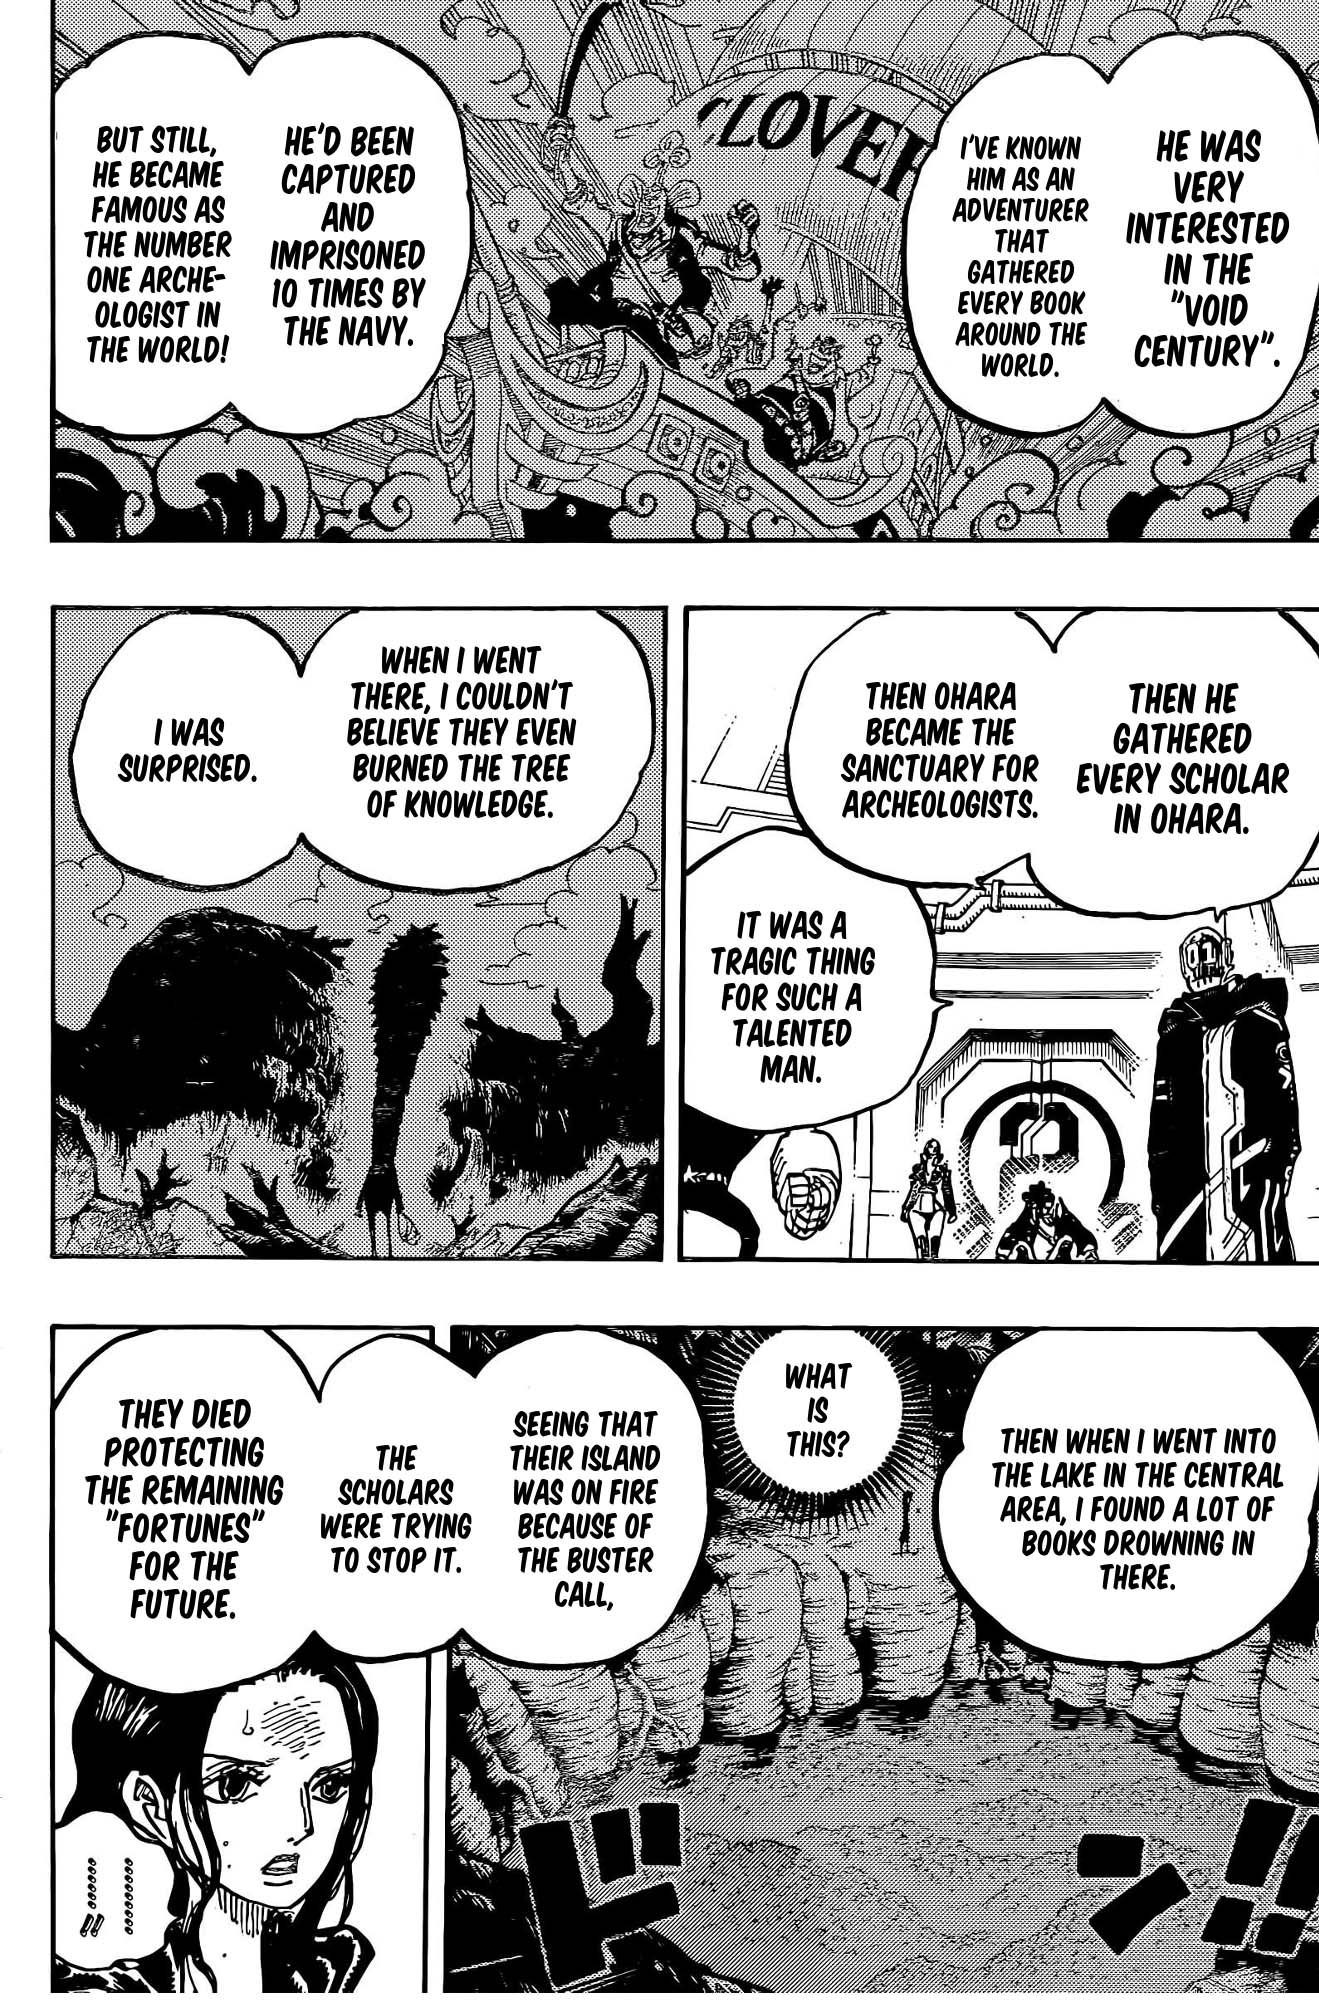 HE WAS
VERY
INTERESTED
IN THE
"VOID
CENTURY".
I'VE KNOWN
HIM AS AN
ADVENTURER
THAT
GATHERED
EVERY BOOK
AROUND THE
WORLD.
CLOVER
HE'D BEEN
CAPTURED
AND
IMPRISONED
10 TIMES BY
THE NAVY.
BUT STILL,
HE BECAME
FAMOUS AS
THE NUMBER
ONE ARCHE-
OLOGIST IN
THE WORLD!
THEN HE
GATHERED
EVERY SCHOLAR
IN OHARA.
THEN OHARA
BECAME THE
SANCTUARY FOR
ARCHEOLOGISTS.
IT WAS A
TRAGIC THING
FOR SUCH A
TALENTED
MAN.
WHEN I WENT
THERE, I COULDN'T
BELIEVE THEY EVEN
BURNED THE TREE
OF KNOWLEDGE.
I WAS
SURPRISED.
THEN WHEN I WENT INTO
THE LAKE IN THE CENTRAL
AREA, I FOUND A LOT OF
BOOKS DROWNING IN
THERE.
WHAT
IS
THIS?
ドン!!
SEEING THAT
THEIR ISLAND
WAS ON FIRE
BECAUSE OF
THE BUSTER
CALL,
THE
SCHOLARS
WERE TRYING
TO STOP IT.
THEY DIED
PROTECTING
THE REMAINING
"FORTUNES"
FOR THE
FUTURE.
………
……!!